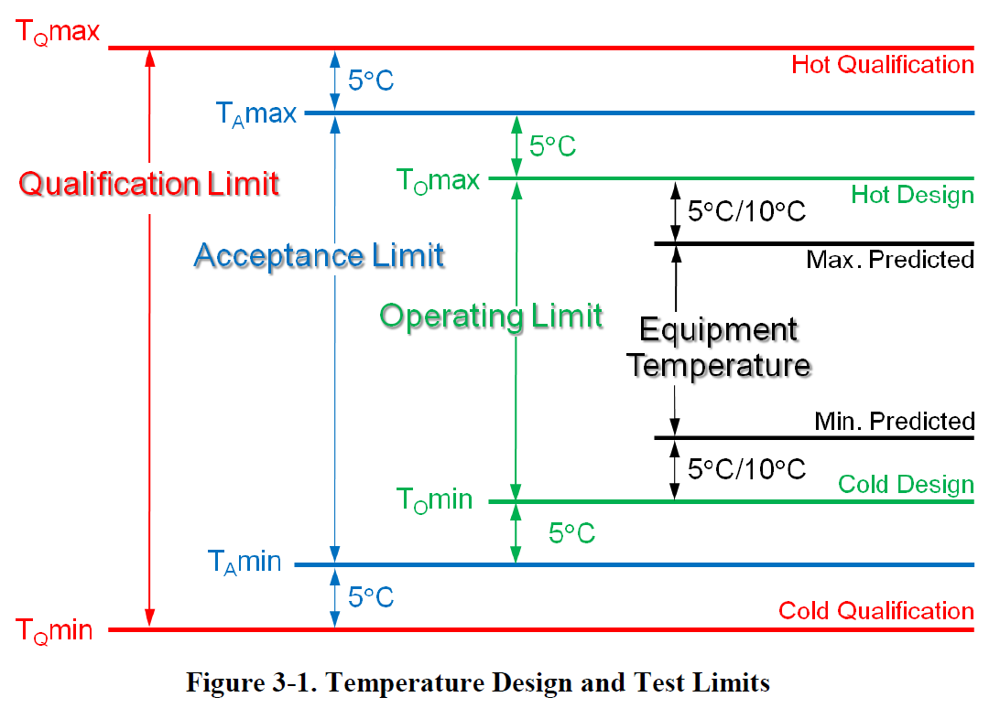 TQmax
Hot Qualification
5°C
TAmax
5°C
Qualification Limit
TOmax
Hot Design
5°C/10°C
Acceptance Limit
Max. Predicted
Operating Limit
Equipment
Temperature
Min. Predicted
5°C/10°C
Cold Design
TOmin
5°C
TAmin
5°C
Cold Qualification
TQmin
Figure 3-1. Temperature Design and Test Limits